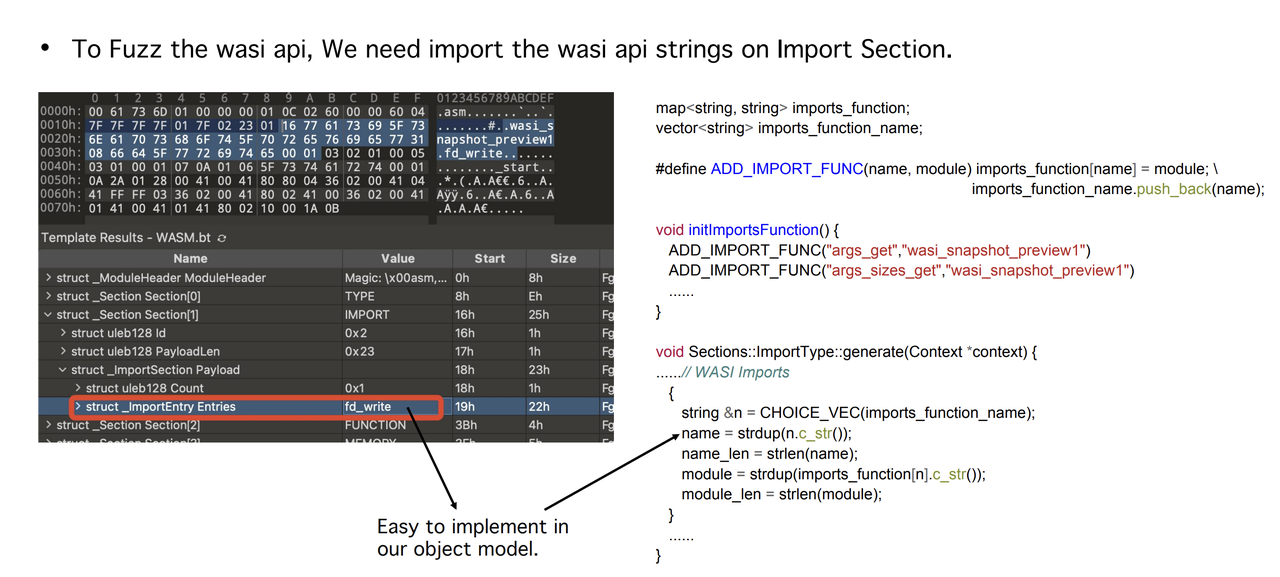 • To Fuzz the wasi api, We need import the wasi api strings on Import Section.
0 1 2 3 4 5 6 7 8 9 A B C D E F 0123456789ABCDEF
0000h: 00 61 73 6D 01 00 00 00 01 0C 02 60 00 00 60 04 .asm.......`..`.
0010h: 7F 7F 7F 7F 01 7F 02 23 01 16 77 61 73 69 5F 73 .......#..wasi_s
0020h: 6E 61 70 73 68 6F 74 5F 70 72 65 76 69 65 77 31 napshot_preview1
0030h: 08 66 64 5F 77 72 69 74 65 00 01 03 02 01 00 05 .fd_write.......
0040h: 03 01 00 01 07 0A 01 06 5F 73 74 61 72 74 00 01 ........_start..
0050h: 0A 2A 01 28 00 41 00 41 80 80 04 36 02 00 41 04 .*.(.A.A€€.6..A.
0060h: 41 FF FF 03 36 02 00 41 80 02 41 00 36 02 00 41 Aÿÿ.6..A€.A.6..A
0070h: 01 41 00 41 01 41 80 02 10 00 1A 0B .A.A.A€.....
Template Results - WASM.bt
Name Value Start Size
struct _ModuleHeader ModuleHeader Magic: \x00asm,... 0h 8h Fg
struct _Section Section[0] TYPE 8h Eh Fg
struct _Section Section[1] IMPORT 16h 25h Fg
struct uleb128 Id 0x2 16h 1h Fg
struct uleb128 PayloadLen 0x23 17h 1h Fg
struct _ImportSection Payload 18h 23h Fg
struct uleb128 Count 0x1 18h 1h Fg
struct _ImportEntry Entries fd_write 19h 22h Fg
struct _Section Section[2] FUNCTION 3Bh 4h Fg
struct _Section Section[3] MEMORY 3Fh 5h Fg
Easy to implement in
our object model.
map<string, string> imports_function;
vector<string> imports_function_name;
#define ADD_IMPORT_FUNC(name, module) imports_function[name] = module; \
imports_function_name.push_back(name);
void initImportsFunction() {
ADD_IMPORT_FUNC("args_get","wasi_snapshot_preview1")
ADD_IMPORT_FUNC("args_sizes_get","wasi_snapshot_preview1")
......
}
void Sections::ImportType::generate(Context *context) {
......// WASI Imports
{
string &n = CHOICE_VEC(imports_function_name);
name = strdup(n.c_str());
name_len = strlen(name);
module = strdup(imports_function[n].c_str());
module_len = strlen(module);
}
......
}